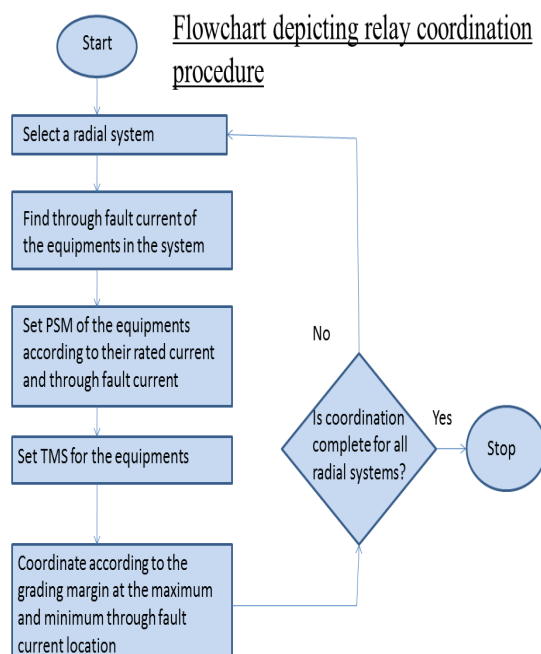 Flowchart depicting relay coordination
procedure
Start
Select a radial system
Find through fault current of
the equipments in the system
Set PSM of the equipments
according to their rated current
and through fault current
Set TMS for the equipments
Coordinate according to the
grading margin at the maximum
and minimum through fault
current location
No
Is coordination
complete for all
radial systems?
Yes
Stop